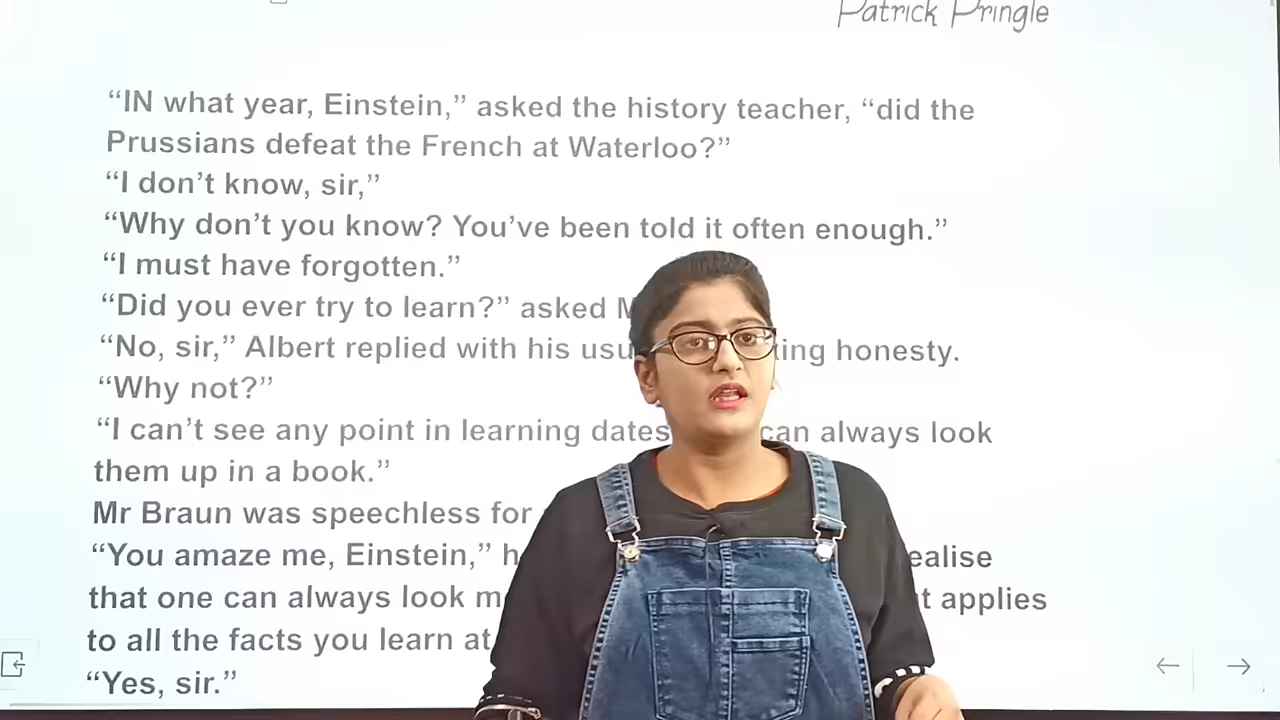 Patrick Pringle
“IN what year, Einstein,” asked the history teacher, “did the
Prussians defeat the French at Waterloo?”
“I don’t know, sir,”
“Why don’t you know? You’ve been told it often enough.”
“I must have forgotten.”
“Did you ever try to learn?” asked
“No, sir,” Albert replied with his honesty.
“Why not?”
“I can’t see any point in learning dates can always look
them up in a book.”
Mr Braun was speechless for
“You amaze me, Einstein,”
that one can always look applies
to all the facts you learn at
“Yes, sir.”